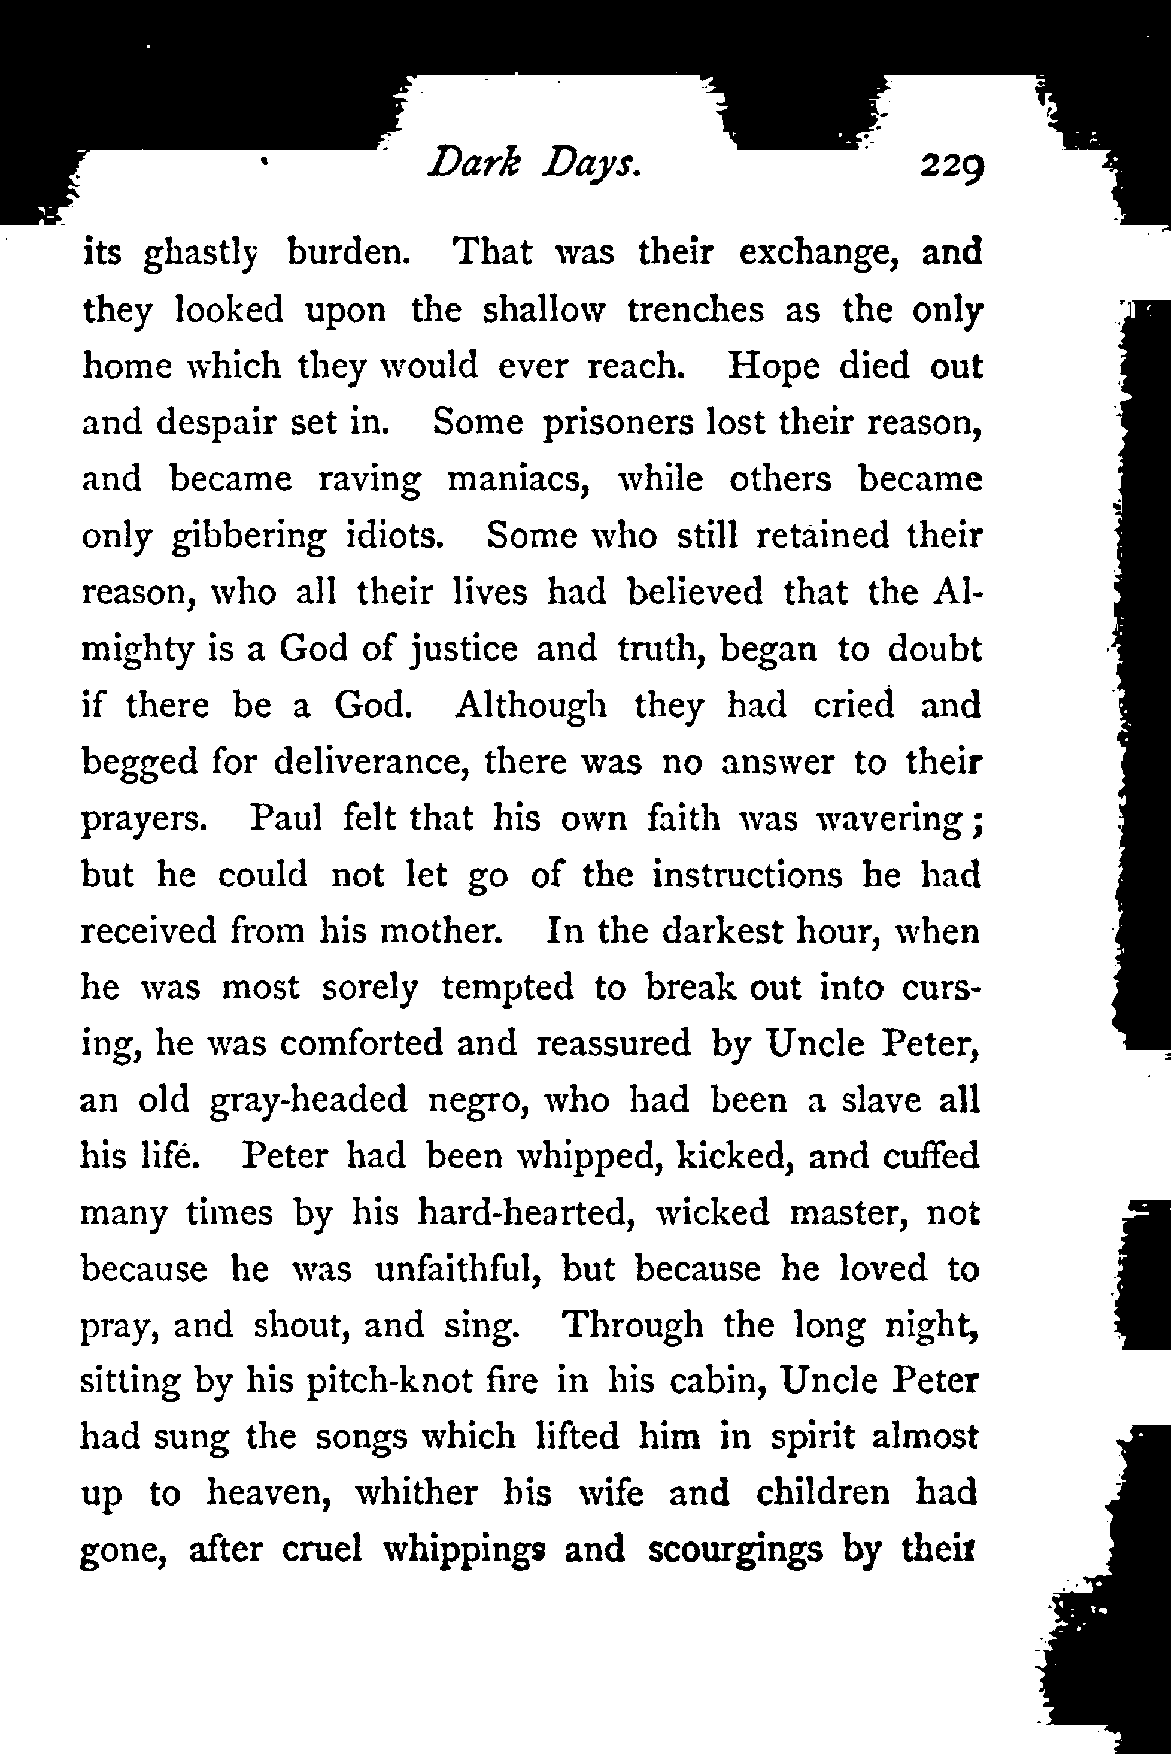 Dark Days. 229
its ghastly burden. That was their exchange, and
they looked upon the shallow trenches as the only
home which they would ever reach. Hope died out
and despair set in. Some prisoners lost their reason,
and became raving maniacs, while others became
only gibbering idiots. Some who still retained their
reason, who all their lives had believed that the Al-
mighty is a God of justice and truth, began to doubt
if there be a God. Although they had cried and
begged for deliverance, there was no answer to their
prayers. Paul felt that his own faith was wavering;
but he could not let go of the instructions he had
received from his mother. In the darkest hour, when
he was most sorely tempted to break out into curs-
ing, he was comforted and reassured by Uncle Peter,
an old gray-headed negro, who had been a slave all
his life. Peter had been whipped, kicked, and cuffed
many times by his hard-hearted, wicked master, not
because he was unfaithful, but because he loved to
pray, and shout, and sing. Through the long night,
sitting by his pitch-knot fire in his cabin, Uncle Peter
had sung the songs which lifted him in spirit almost
up to heaven, whither his wife and children had
gone, after cruel whippings and scourgings by their